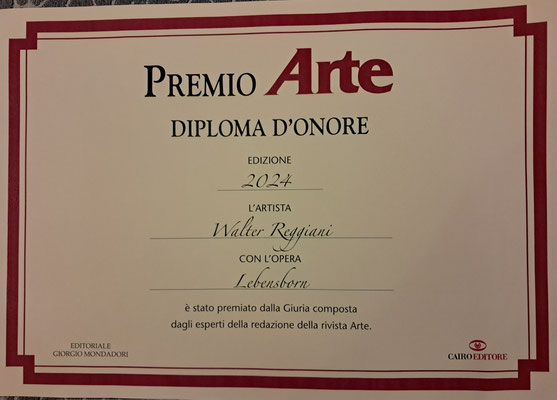 PREMIO Arte
DIPLOMA D'ONORE
EDIZIONE
2024
L'ARTISTA
Walter Reggiani
CON L'OPERA
Lebensborn
è stato premiato dalla Giuria composta
dagli esperti della redazione della rivista Arte.
EDITORIALE
GIORGIO MONDADORI
CAIRO EDITORE